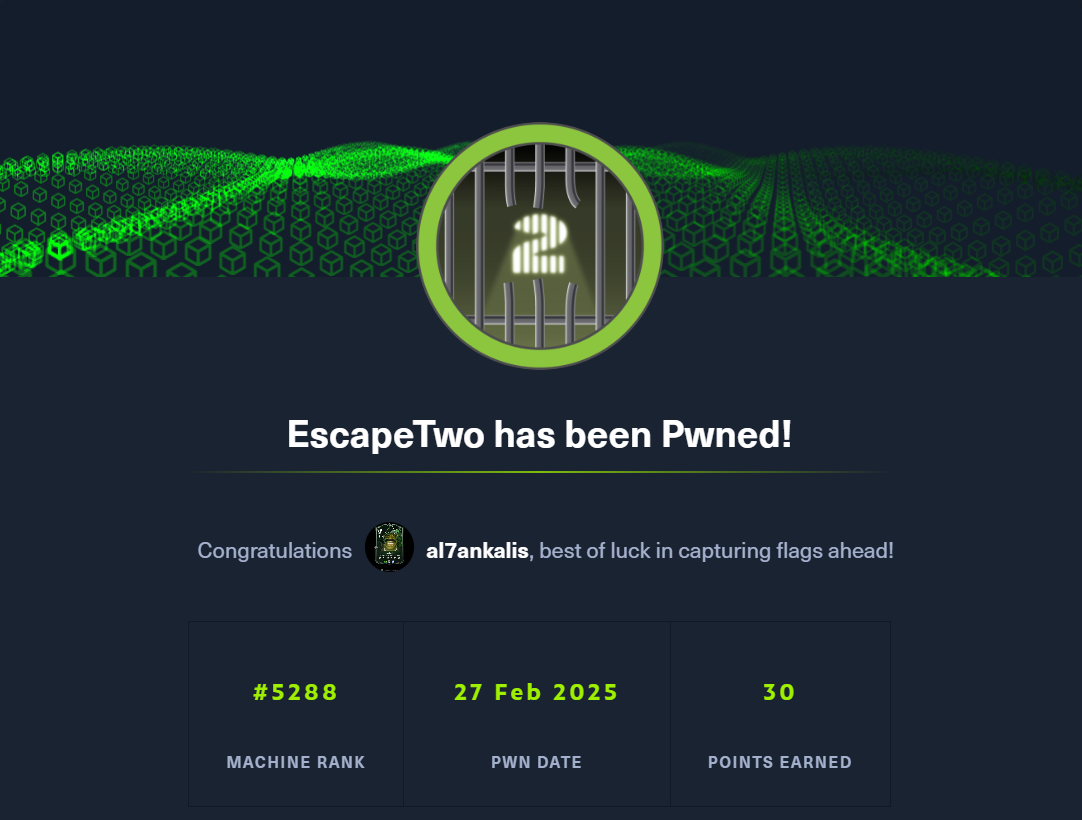 2
EscapeTwo has been Pwned!
Congratulations al7ankalis, best of luck in capturing flags ahead!
#5288 27 Feb 2025 30
MACHINE RANK PWN DATE POINTS EARNED